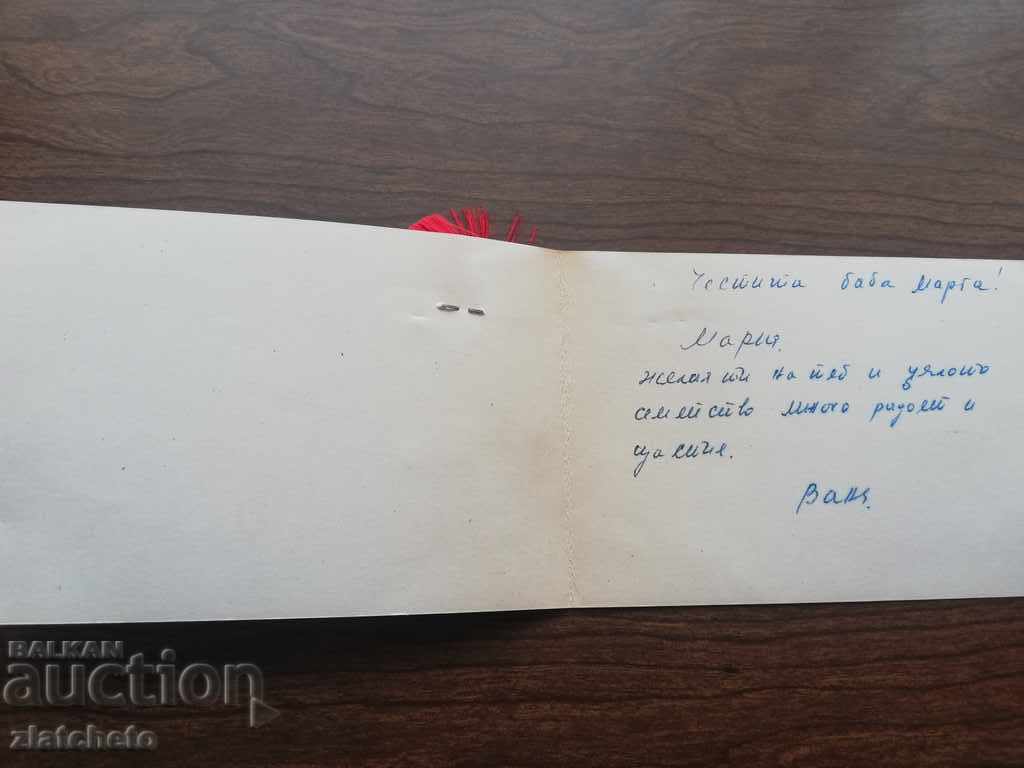 Честита баба Марта!
Мария,
желая ти на теб и цялото
семейство много радост и
щастие.
Ваня.
BALKAN
auction
zlatcheto